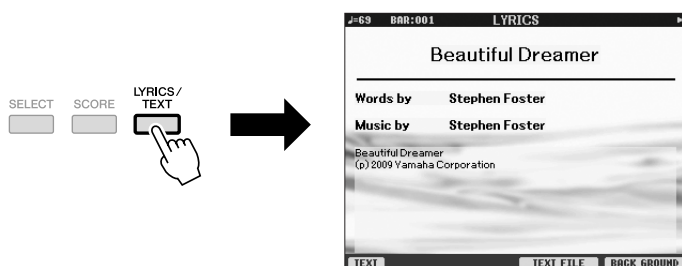 SELECT
SCORE
LYRICS/
TEXT
♩=69 BAR:001 LYRICS
Beautiful Dreamer
Words by Stephen Foster
Music by Stephen Foster
Beautiful Dreamer
(p) 2009 Yamaha Corporation
TEXT TEXT FILE BACK GROUND